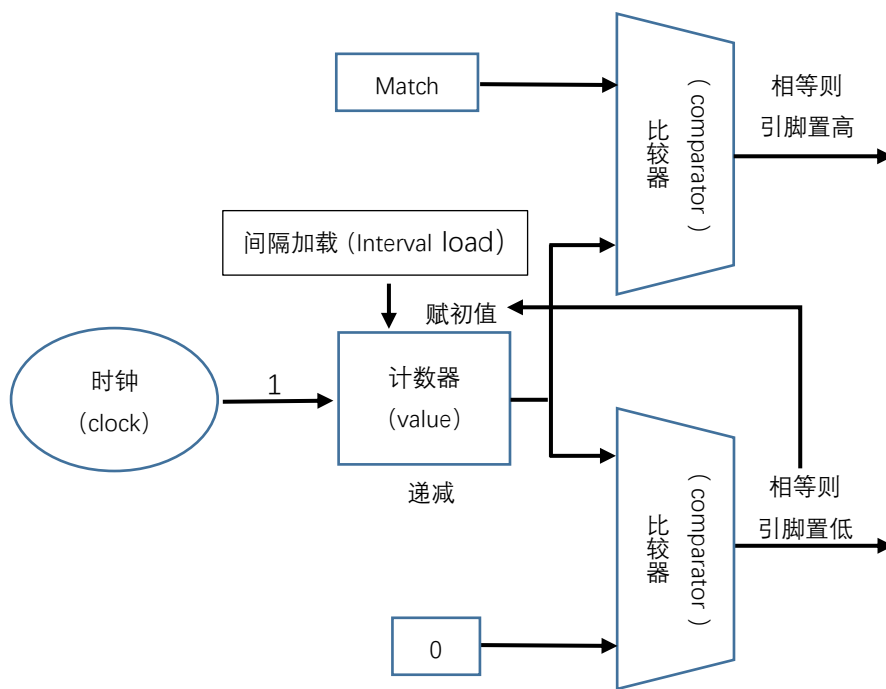 Match
比较器
(comparator)
相等则
引脚置高
间隔加载(Interval load)
赋初值
时钟
(clock)
1
计数器
(value)
递减
比较器
(comparator)
相等则
引脚置低
0